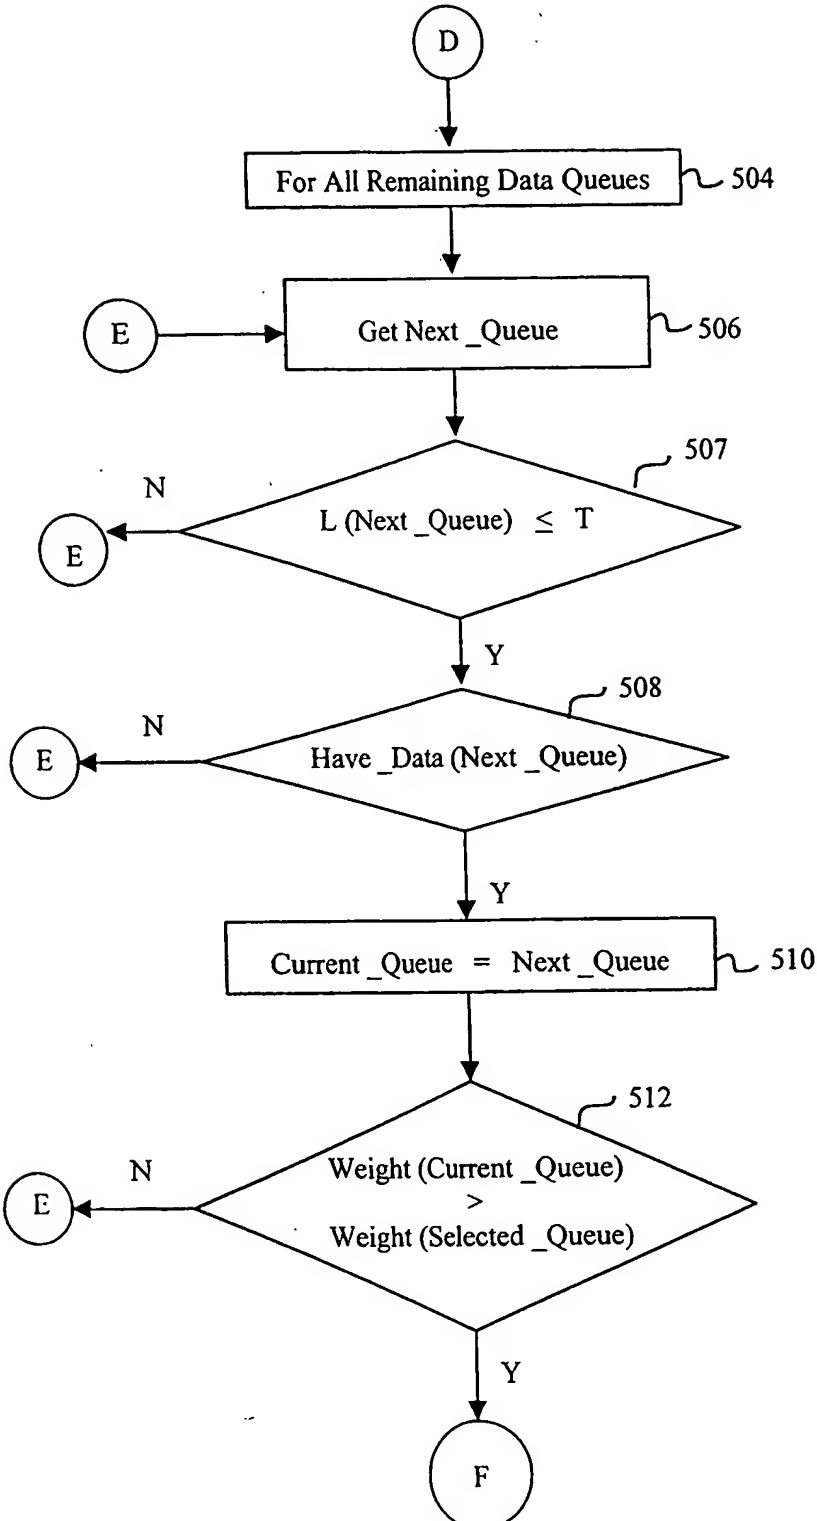 D
For All Remaining Data Queues 504
E
Get Next _Queue 506
507
N
L (Next _Queue) ≤ T
E
Y
508
N
E
Have _Data (Next _Queue)
Y
Current _Queue = Next _Queue 510
512
N
Weight (Current _Queue)
>
E
Weight (Selected _Queue)
Y
F